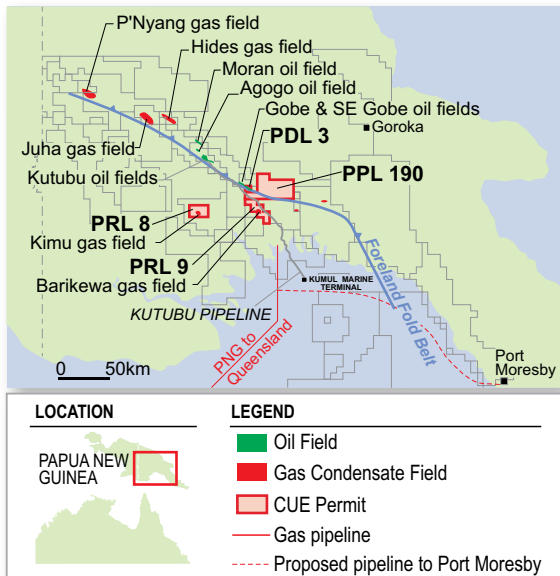 P'Nyang gas field
Hides gas field
Moran oil field
Agogo oil field
Gobe & SE Gobe oil fields
PDL 3
Goroka
Juha gas field
PPL 190
Kutubu oil fields
PRL 8
Kimu gas field
PRL 9
Barikewa gas field
KUMUL MARINE
TERMINAL
KUTUBU PIPELINE
Foreland Fold Belt
PNG to
Queensland
0 50km
Port
Moresby
LOCATION
PAPUA NEW
GUINEA
LEGEND
Oil Field
Gas Condensate Field
CUE Permit
Gas pipeline
Proposed pipeline to Port Moresby